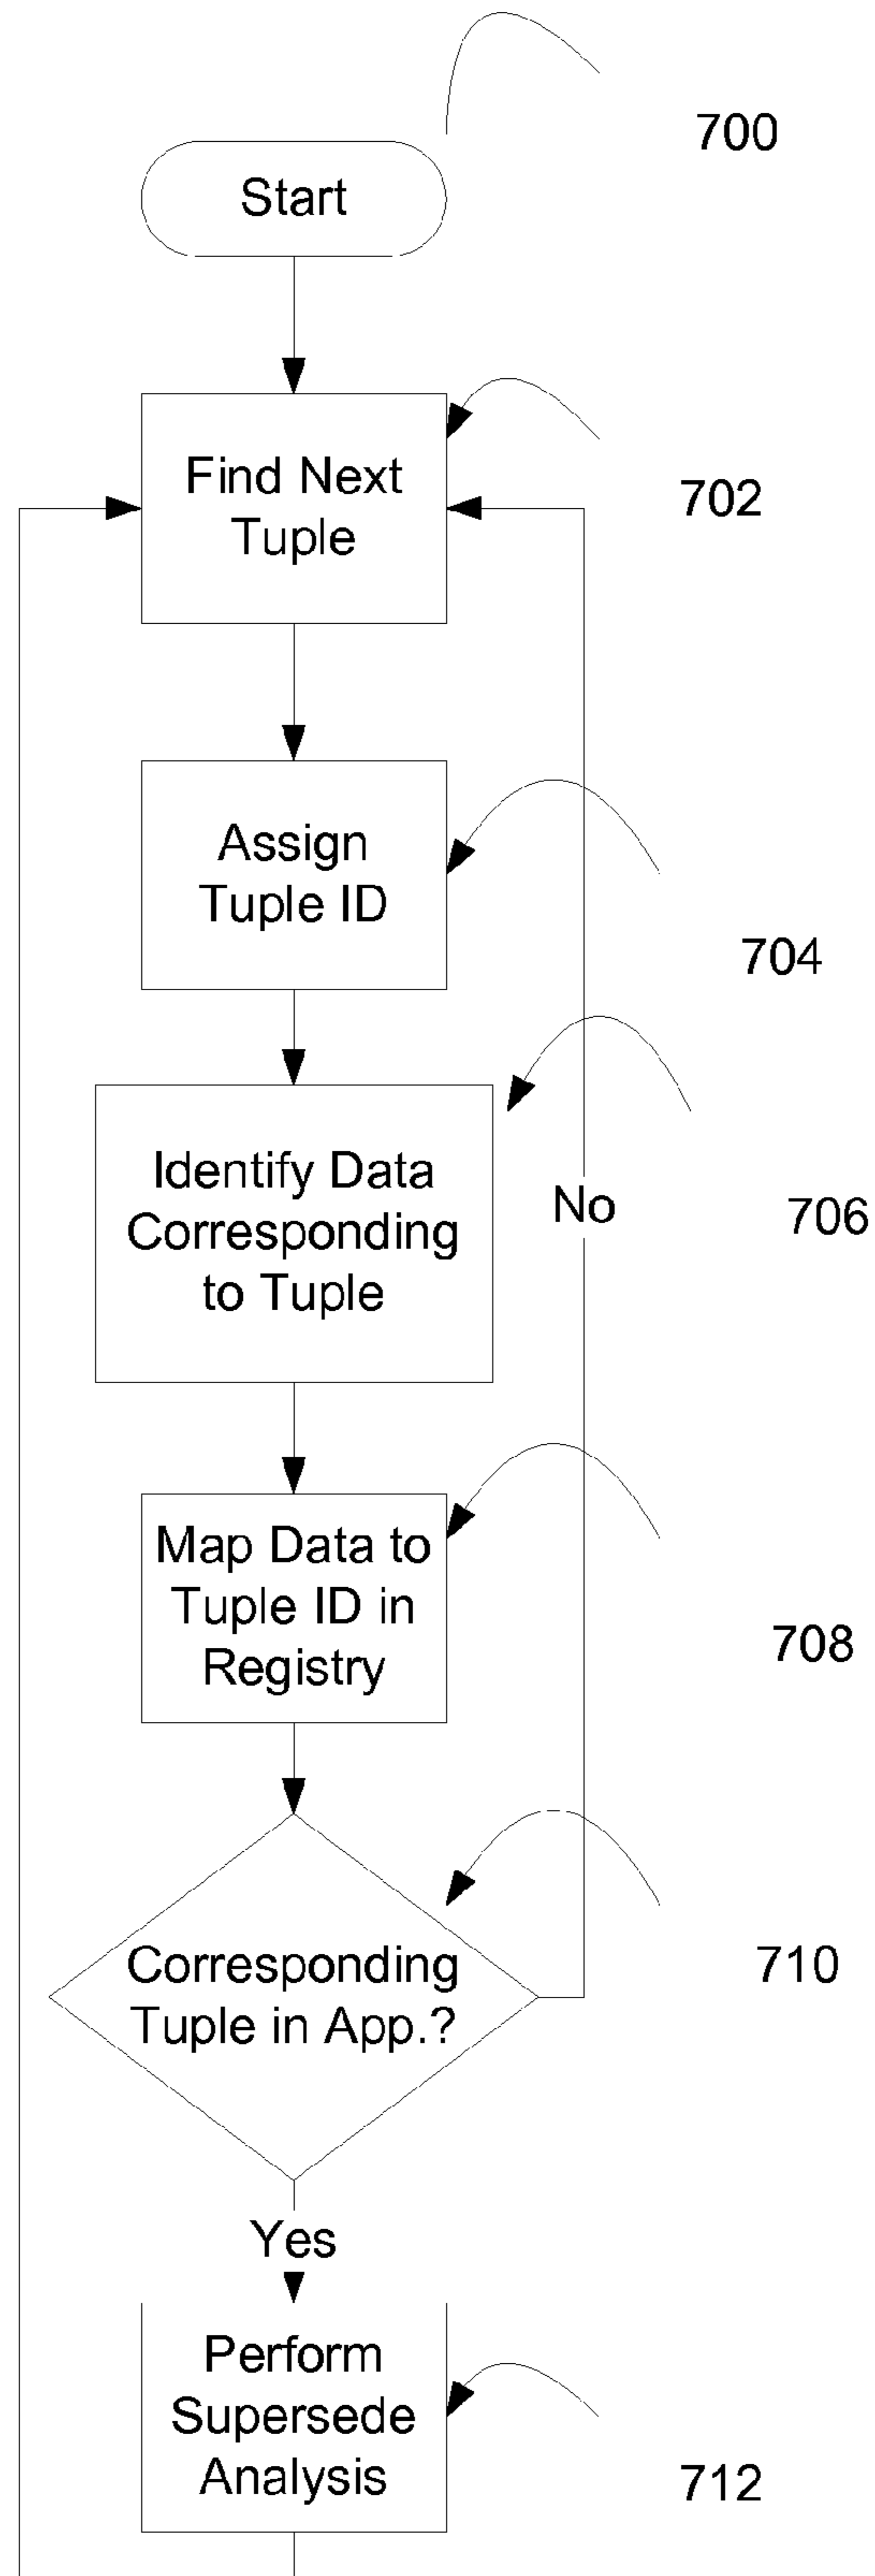 700
Start
Find Next
Tuple
702
Assign
Tuple ID
704
Identify Data
Corresponding
to Tuple
No
706
Map Data to
Tuple ID in
Registry
708
Corresponding
Tuple in App.?
710
Yes
Perform
Supersede
Analysis
712